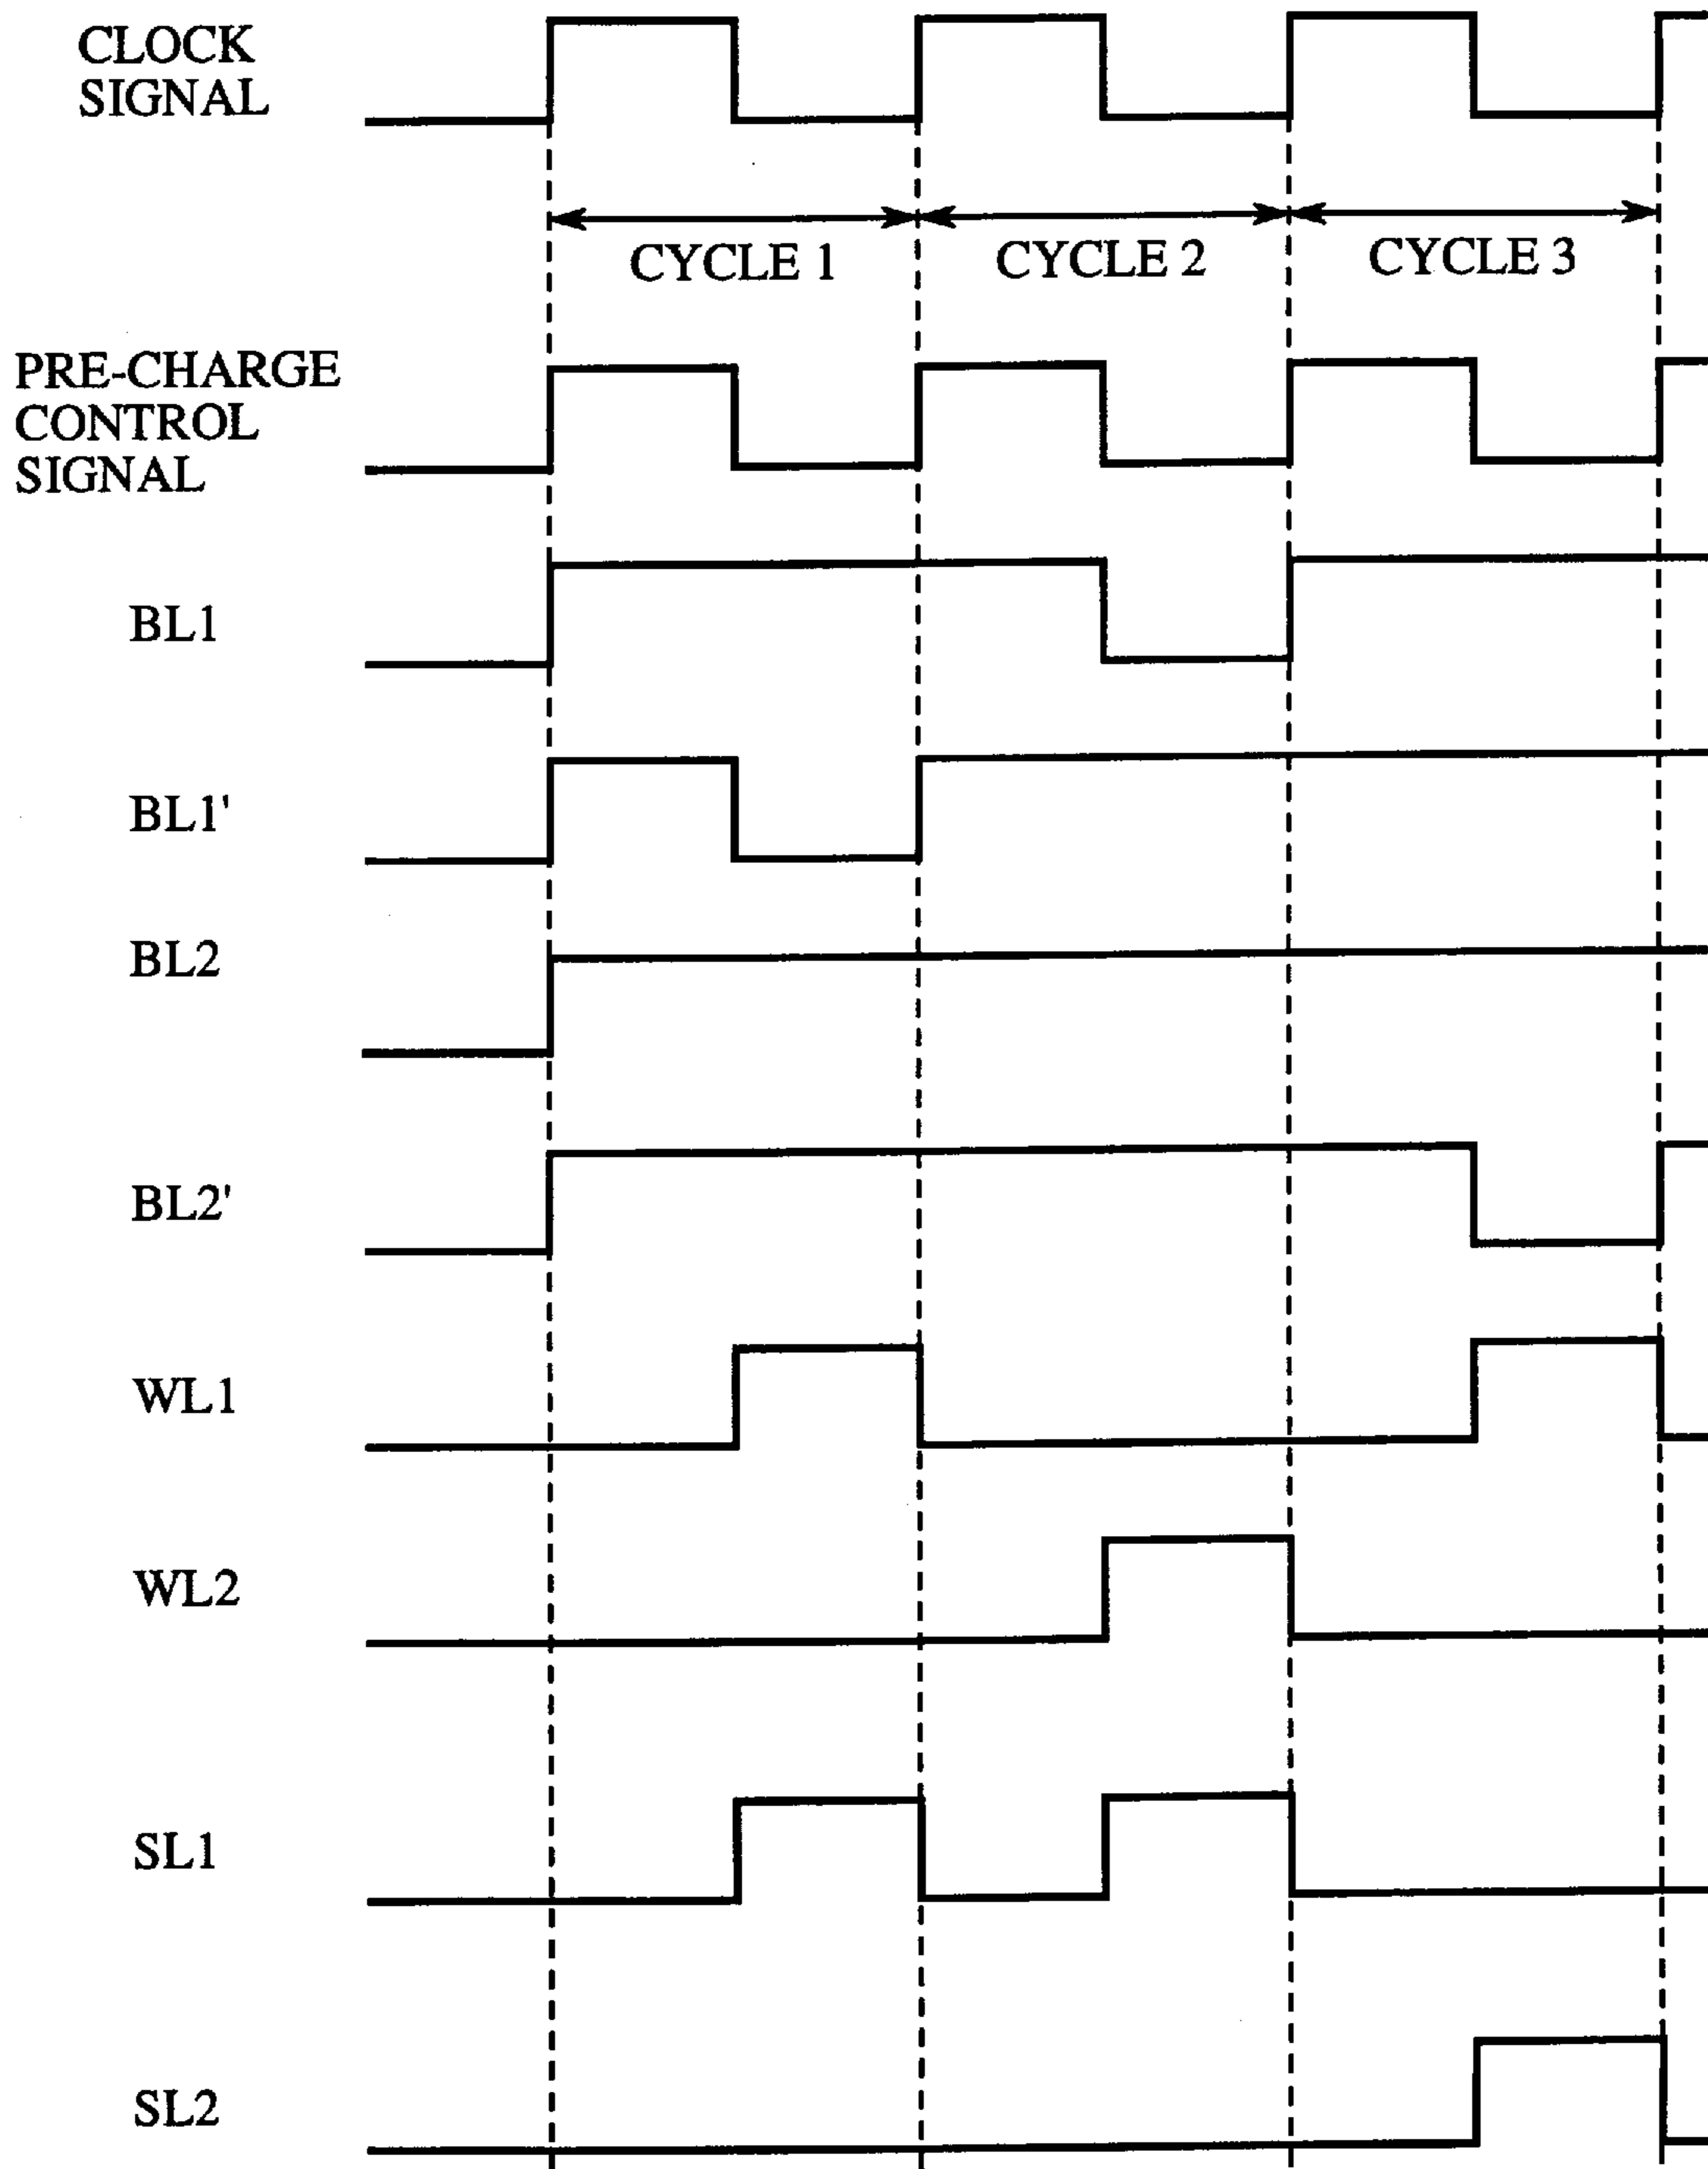 CLOCK
SIGNAL
CYCLE 1
CYCLE 2
CYCLE 3
PRE-CHARGE
CONTROL
SIGNAL
BL1
BL1'
BL2
BL2'
WL1
WL2
SL1
SL2